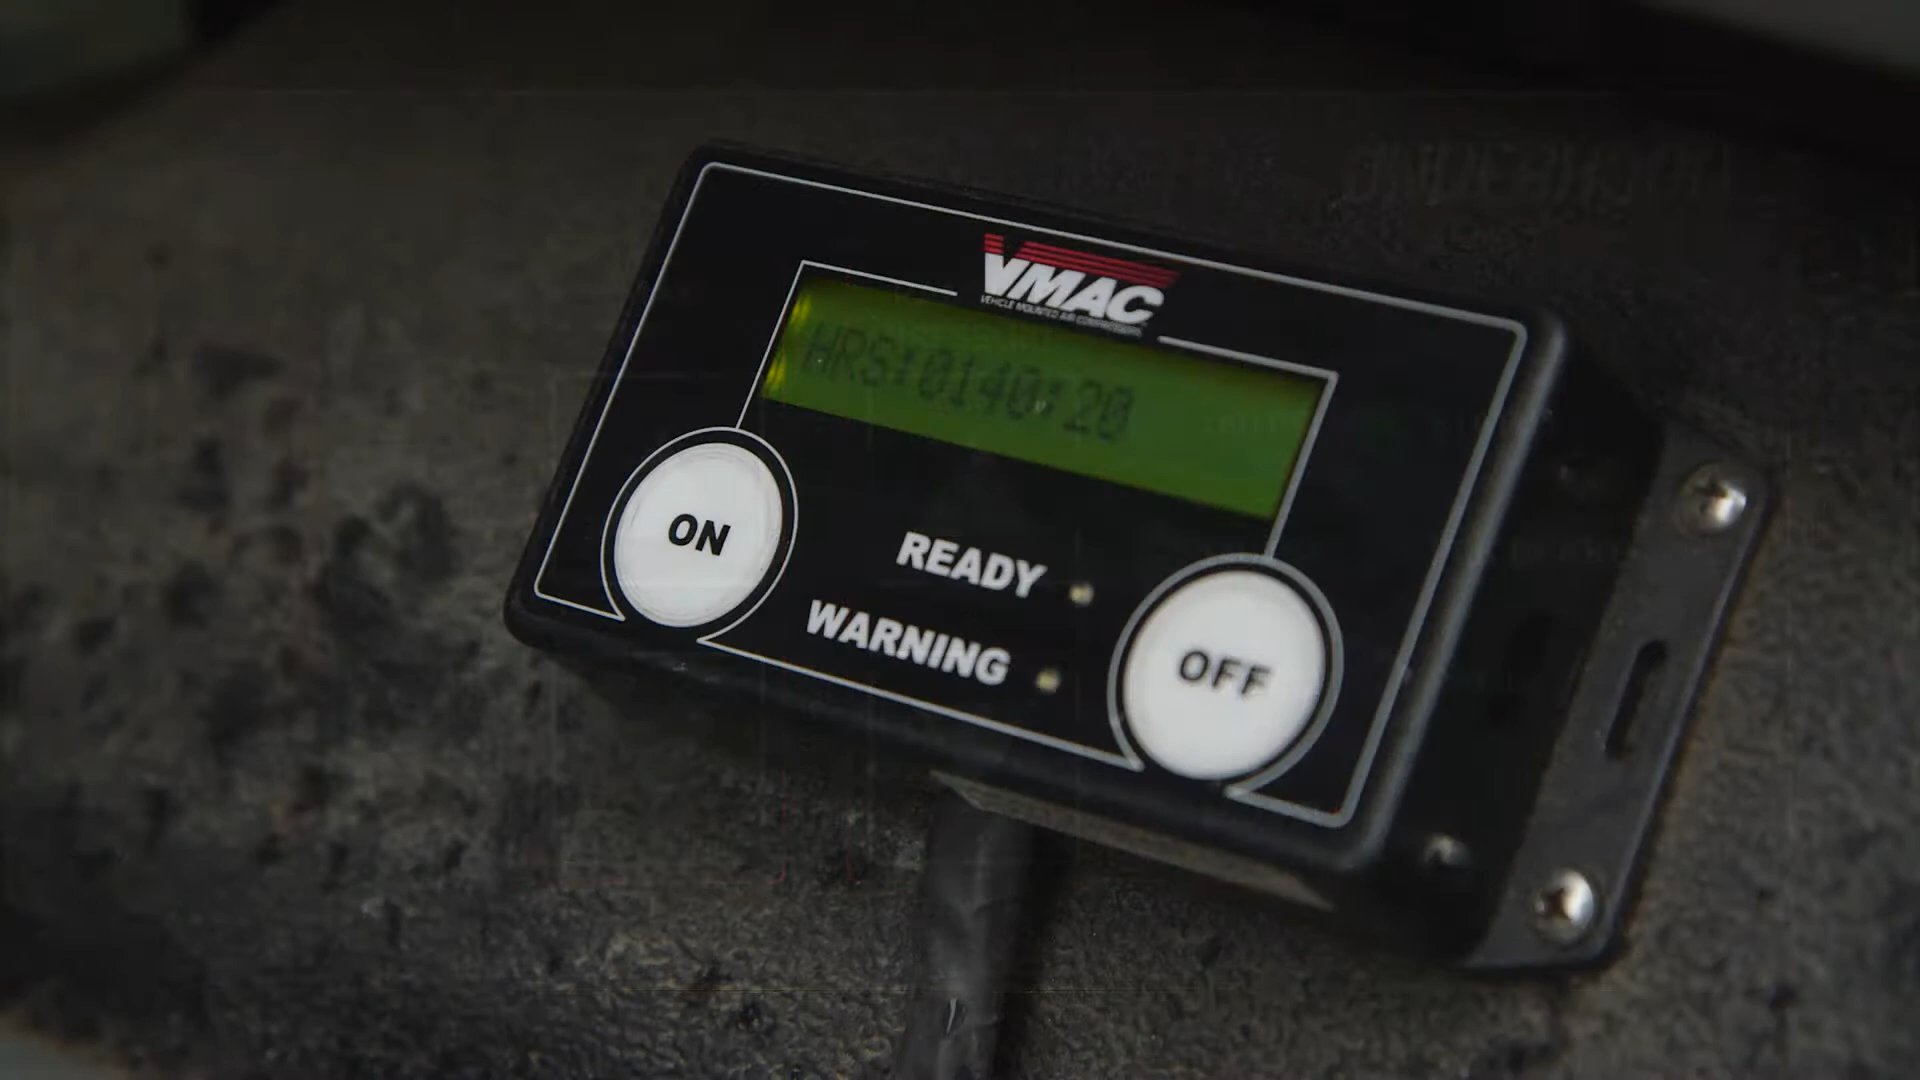 VMAC
VEHICLE MOUNTED AIR COMPRESSORS
HRS:0140:20
ON
READY
WARNING
OFF